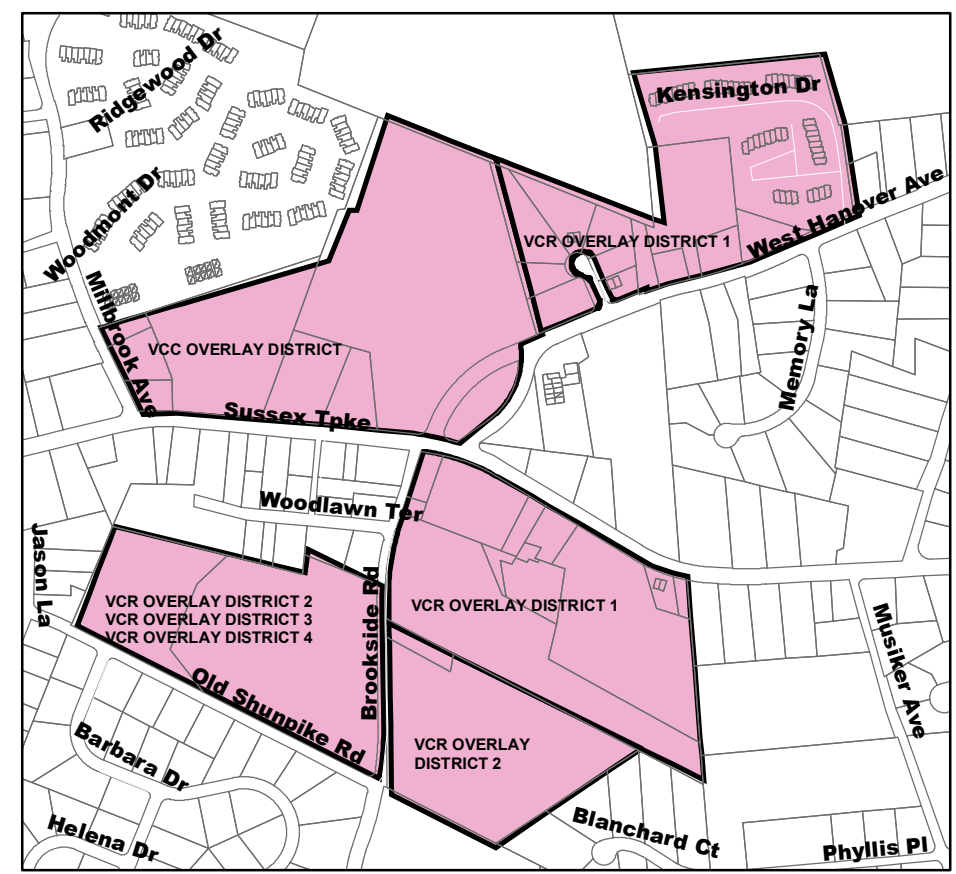 Ridgewood Dr
Kensington Dr
Woodmont Dr
West Hanover Ave
VCR OVERLAY DISTRICT 1
Millbrook Ave
Memory La
VCC OVERLAY DISTRICT
Sussex Tpke
Woodlawn Ter
Jason La
Brookside Rd
VCR OVERLAY DISTRICT 2
VCR OVERLAY DISTRICT 3
VCR OVERLAY DISTRICT 4
VCR OVERLAY DISTRICT 1
Musiker Ave
Old Shunpike Rd
Barbara Dr
VCR OVERLAY
DISTRICT 2
Helena Dr
Blanchard Ct
Phyllis Pl